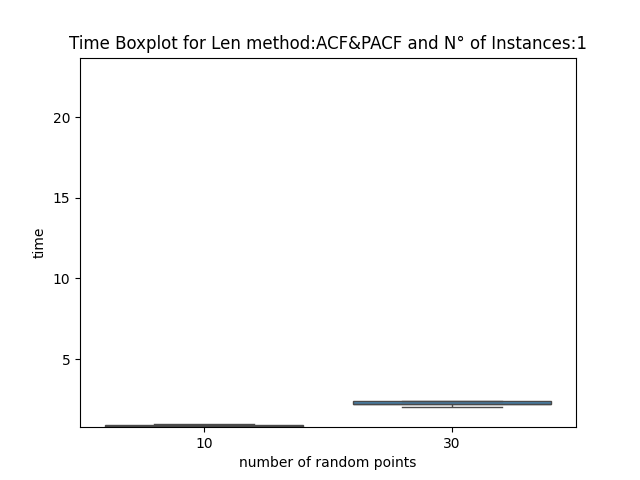 Time Boxplot for Len method:ACF&PACF and N° of Instances:1
20
15
10
5
time
10 30
number of random points